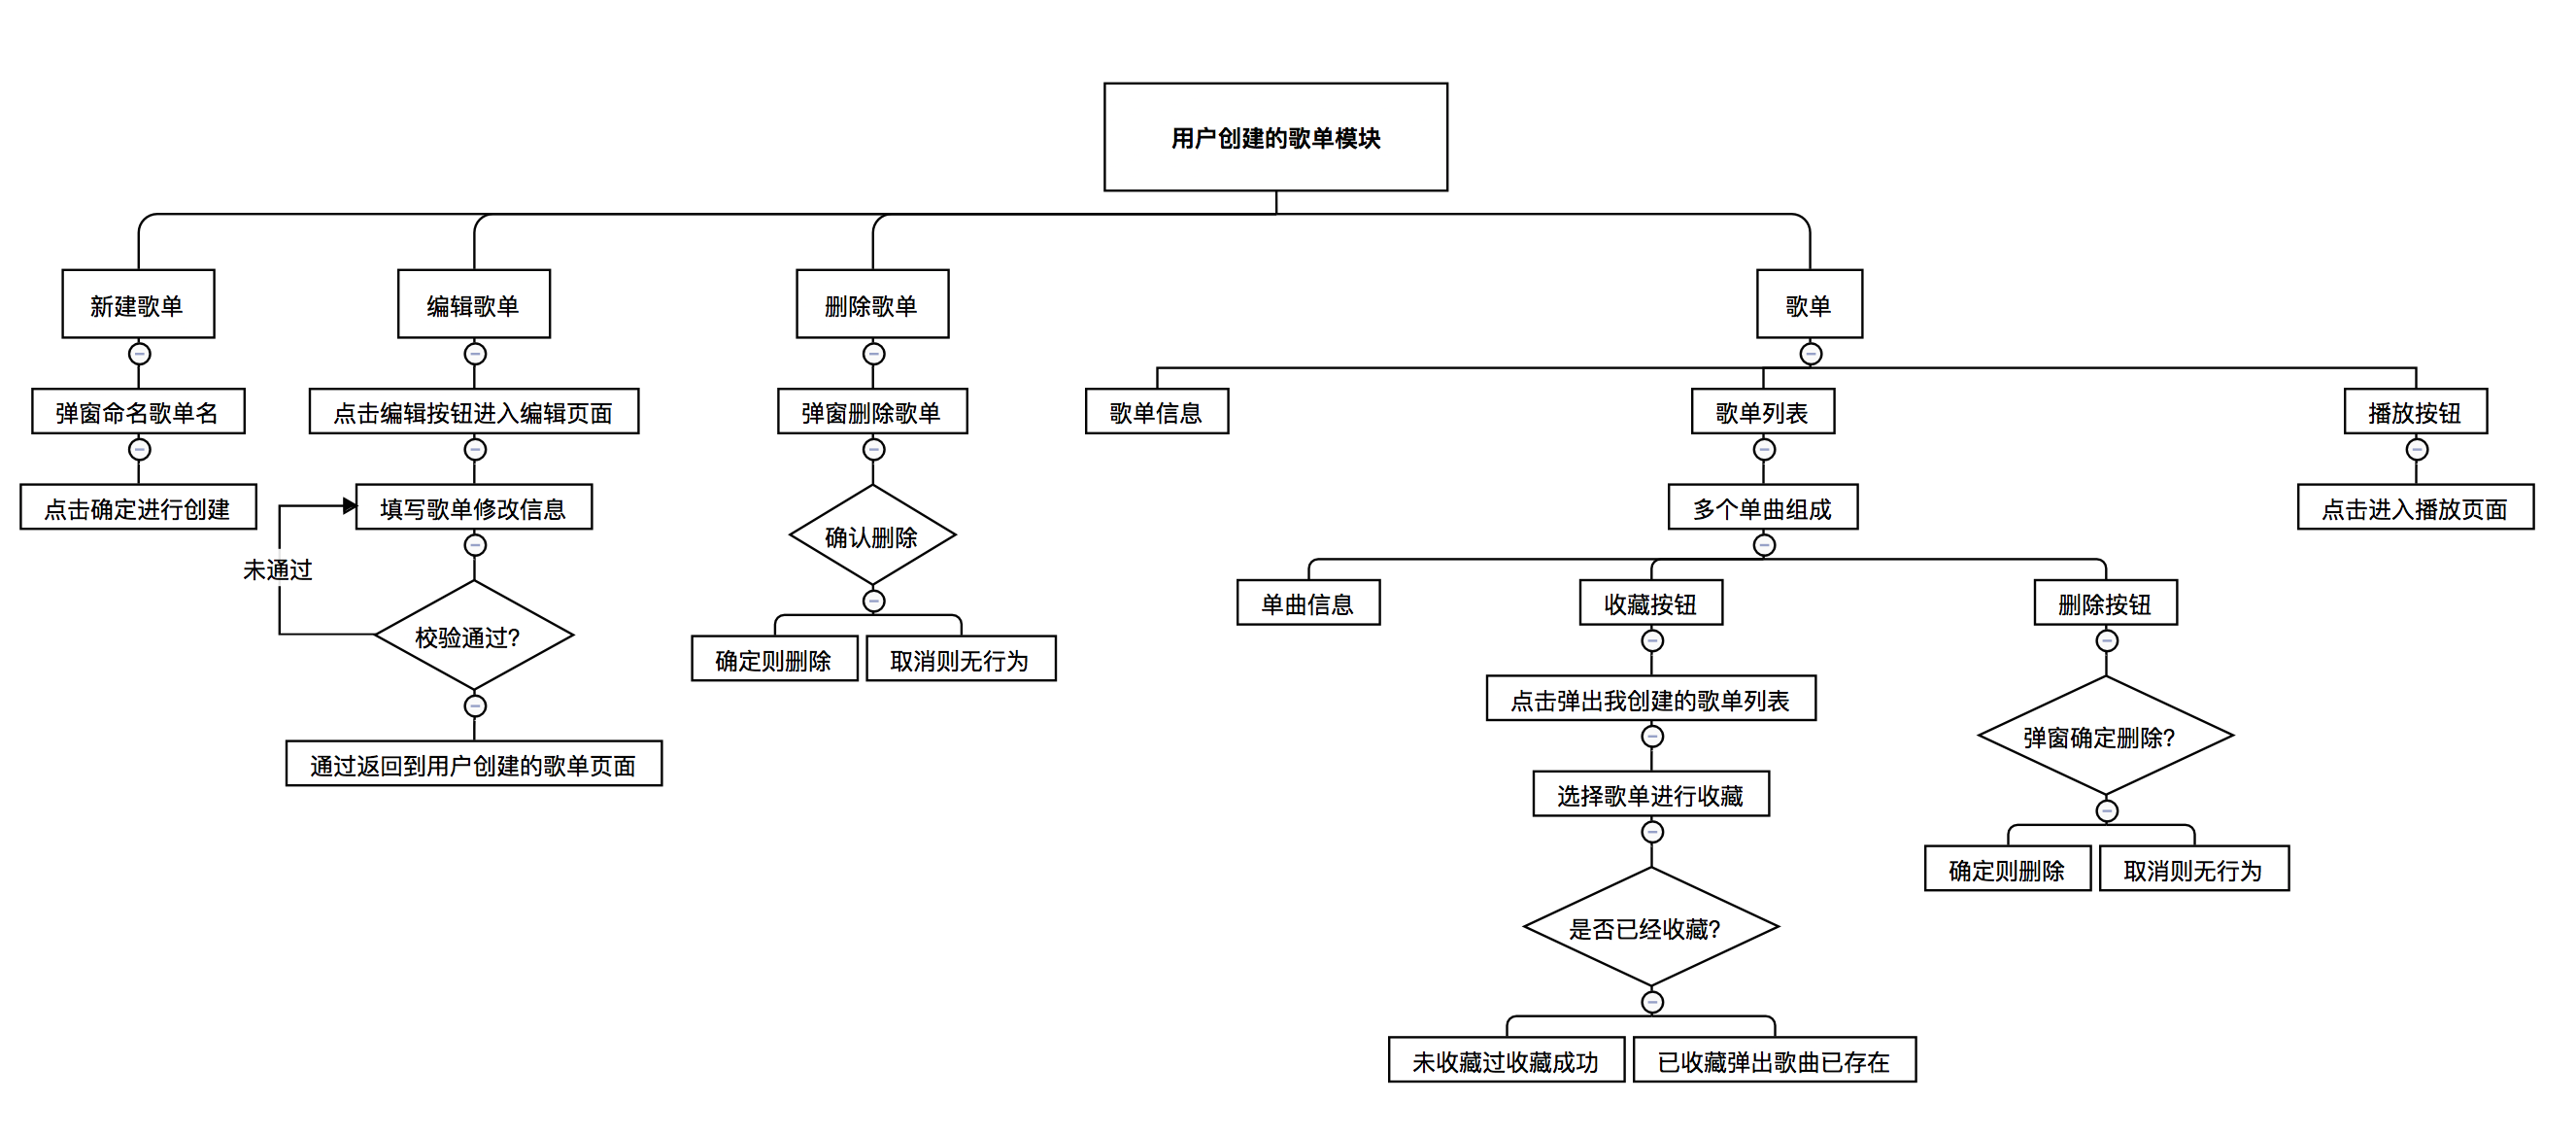 用户创建的歌单模块
新建歌单
编辑歌单
删除歌单
歌单
弹窗命名歌单名
点击编辑按钮进入编辑页面
弹窗删除歌单
歌单信息
歌单列表
播放按钮
点击确定进行创建
填写歌单修改信息
确认删除
多个单曲组成
点击进入播放页面
未通过
校验通过?
确定则删除
取消则无行为
单曲信息
收藏按钮
删除按钮
通过返回到用户创建的歌单页面
点击弹出我创建的歌单列表
弹窗确定删除?
选择歌单进行收藏
确定则删除
取消则无行为
是否已经收藏?
未收藏过收藏成功
已收藏弹出歌曲已存在